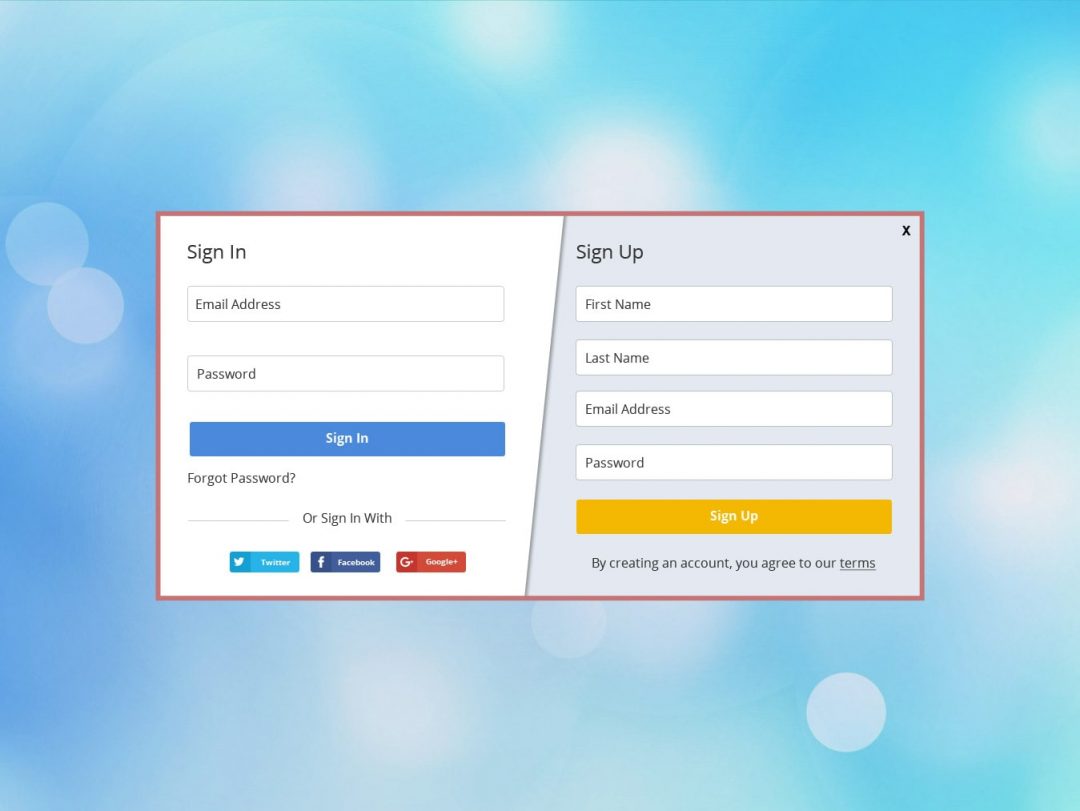 Sign In
Email Address
Password
Sign In
Forgot Password?
Or Sign In With
Twitter
Facebook
Google+
X
Sign Up
First Name
Last Name
Email Address
Password
Sign Up
By creating an account, you agree to our terms